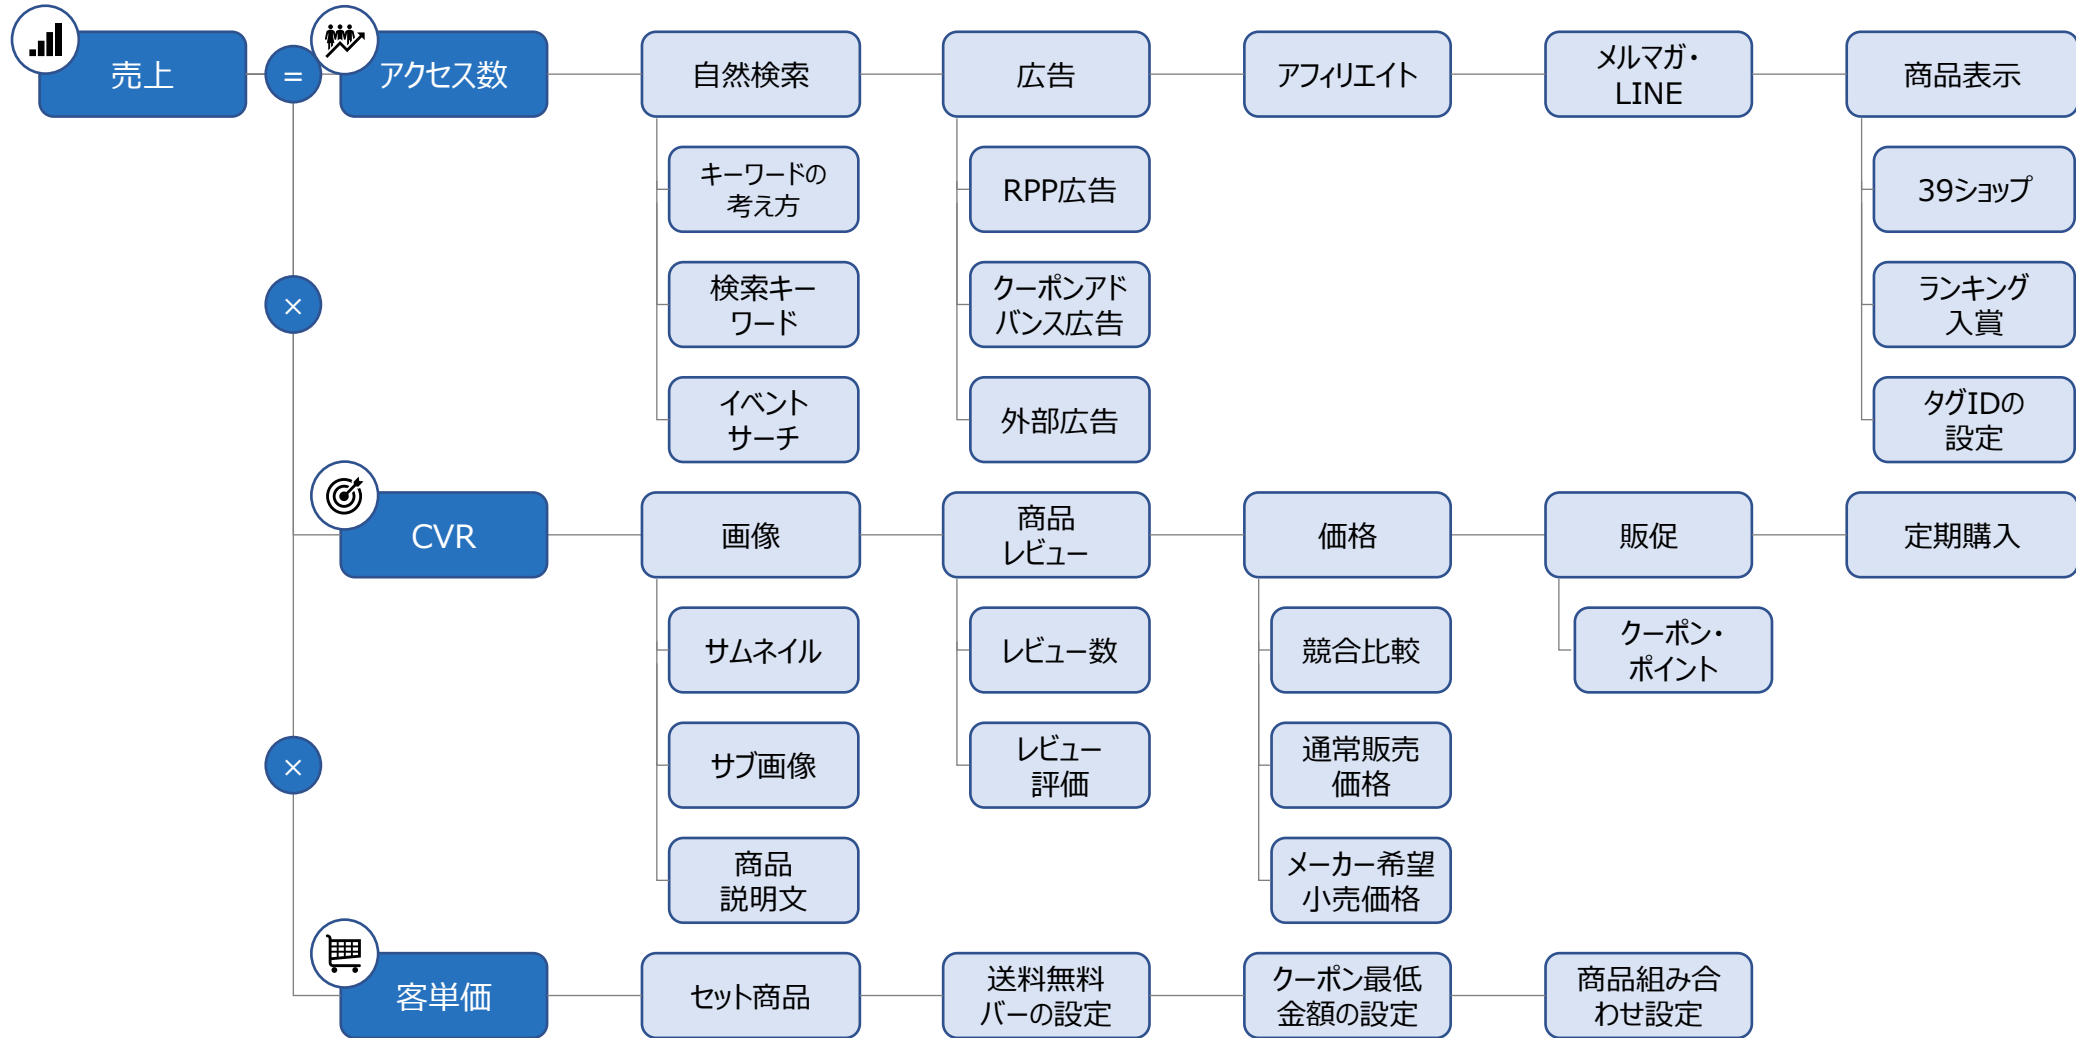 売上
=
アクセス数
自然検索
広告
アフィリエイト
メルマガ・
LINE
商品表示
キーワードの
考え方
RPP広告
39ショップ
×
検索キー
ワード
クーポンアド
バンス広告
ランキング
入賞
イベント
サーチ
外部広告
タグIDの
設定
CVR
画像
商品
レビュー
価格
販促
定期購入
サムネイル
レビュー数
競合比較
クーポン・
ポイント
×
サブ画像
レビュー
評価
通常販売
価格
商品
説明文
メーカー希望
小売価格
客単価
セット商品
送料無料
バーの設定
クーポン最低
金額の設定
商品組み合
わせ設定